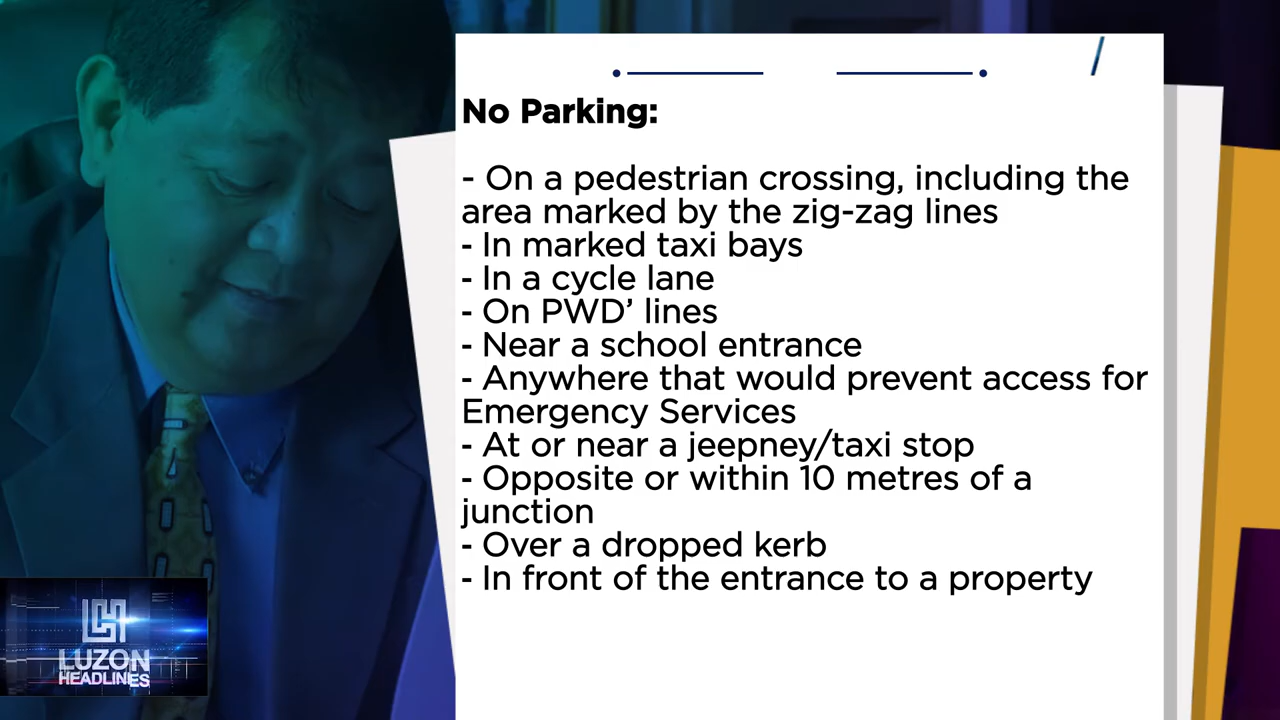 No Parking:
- On a pedestrian crossing, including the
area marked by the zig-zag lines
- In marked taxi bays
- In a cycle lane
- On PWD’ lines
- Near a school entrance
- Anywhere that would prevent access for
Emergency Services
- At or near a jeepney/taxi stop
- Opposite or within 10 metres of a
junction
- Over a dropped kerb
- In front of the entrance to a property
LH
LUZON
HEADLINES